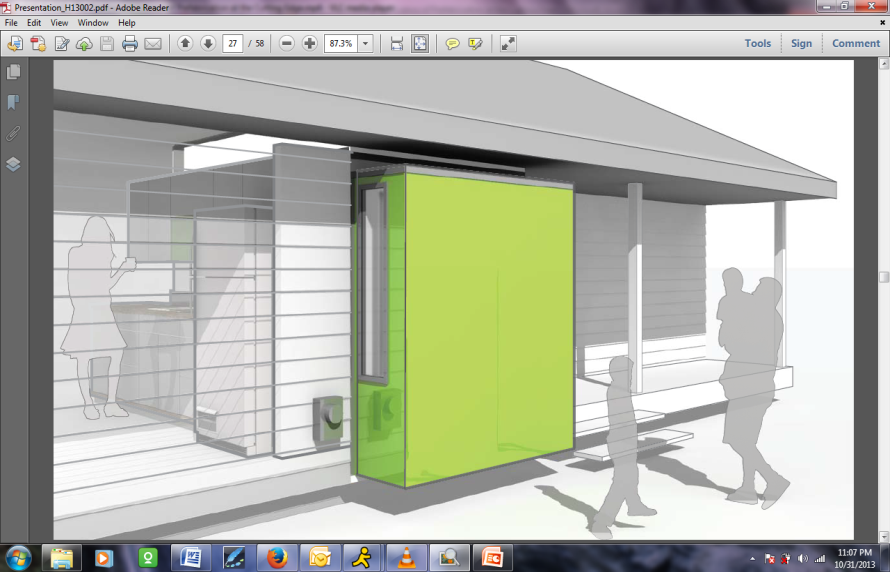 Presentation_H13002.pdf - Adobe Reader
File Edit View Window Help
27 / 58 87.3% Tools Sign Comment
11:07 PM
10/31/2013